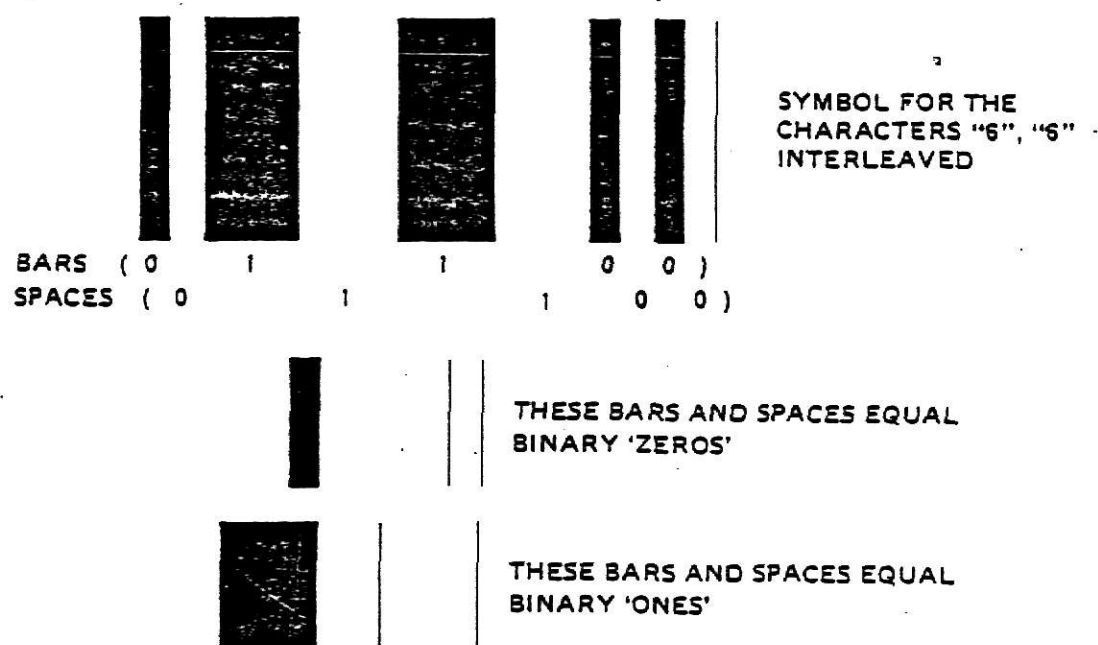 SYMBOL FOR THE
CHARACTERS "6", "6"
INTERLEAVED
BARS ( 0 1 1 0 0 )
SPACES ( 0 1 1 0 0 )
THESE BARS AND SPACES EQUAL
BINARY 'ZEROS'
THESE BARS AND SPACES EQUAL
BINARY 'ONES'